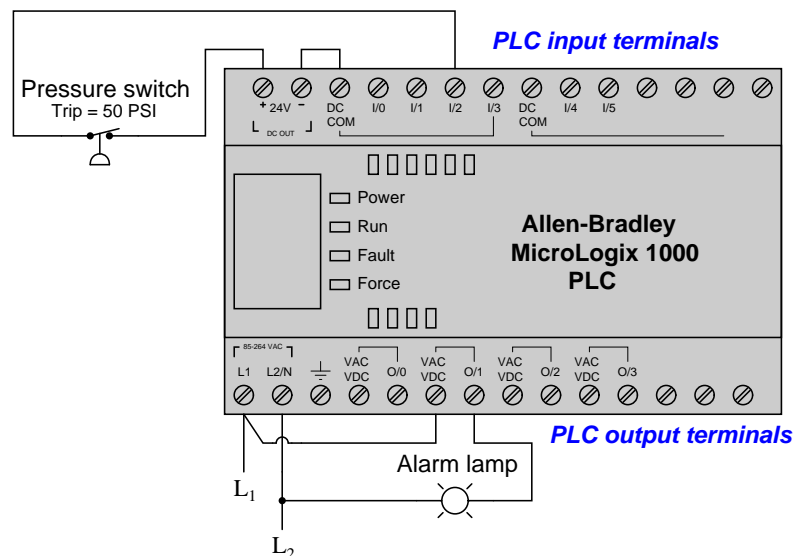 PLC input terminals
Pressure switch
Trip = 50 PSI
+ 24V − DC COM I/0 I/1 I/2 I/3 DC COM I/4 I/5
DC OUT
Power
Run
Fault
Force
Allen-Bradley
MicroLogix 1000
PLC
85-264 VAC
L1 L2/N VAC VDC O/0 VAC VDC O/1 VAC VDC O/2 VAC VDC O/3
PLC output terminals
Alarm lamp
L1
L2